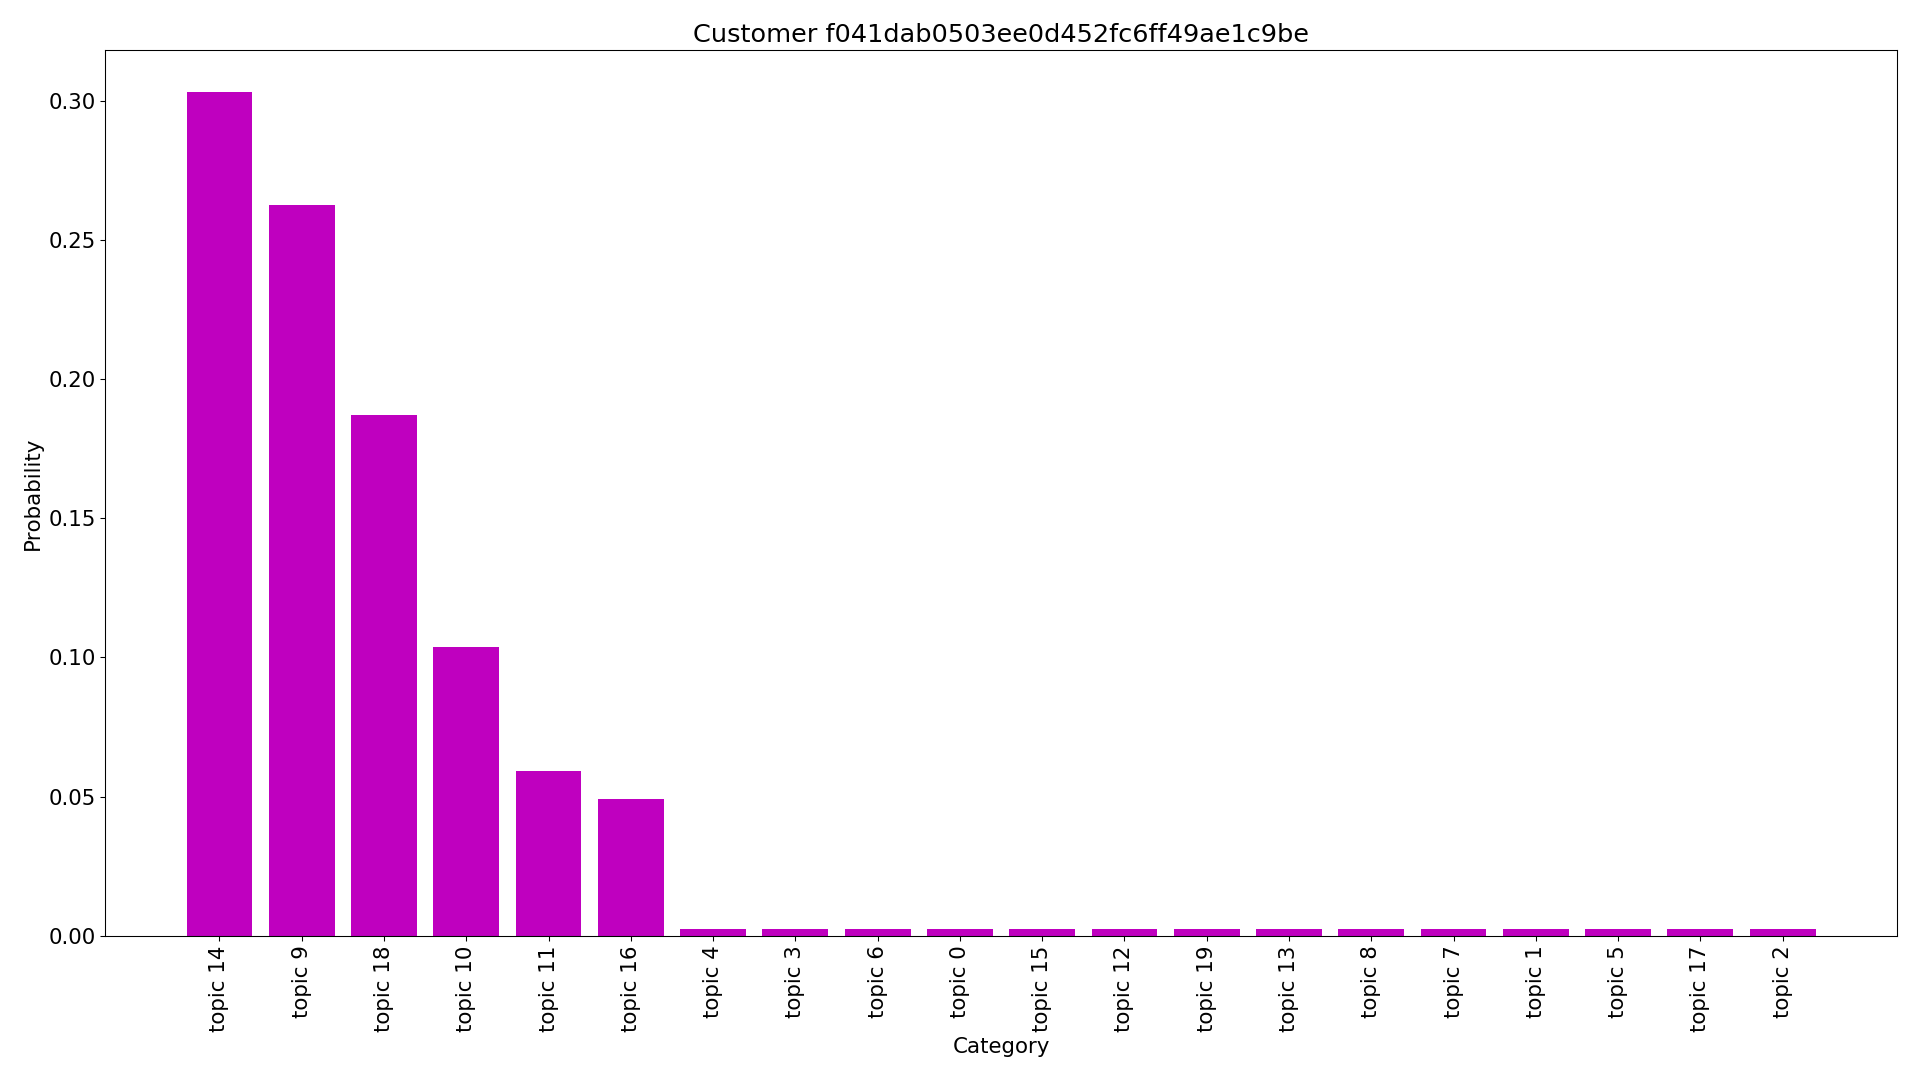 Customer f041dab0503ee0d452fc6ff49ae1c9be
Probability
0.30
0.25
0.20
0.15
0.10
0.05
0.00
topic 14
topic 9
topic 18
topic 10
topic 11
topic 16
topic 4
topic 3
topic 6
topic 0
topic 15
topic 12
topic 19
topic 13
topic 8
topic 7
topic 1
topic 5
topic 17
topic 2
Category